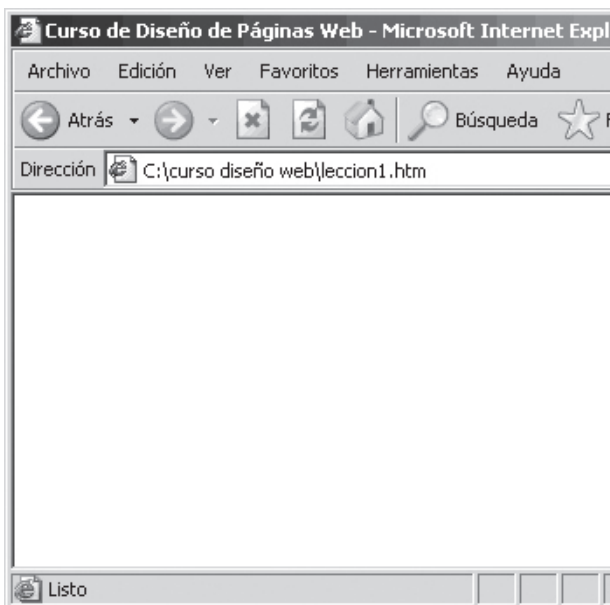 Curso de Diseño de Páginas Web - Microsoft Internet Expl
Archivo Edición Ver Favoritos Herramientas Ayuda
Atrás Búsqueda
Dirección C:\curso diseño web\leccion1.htm
Listo